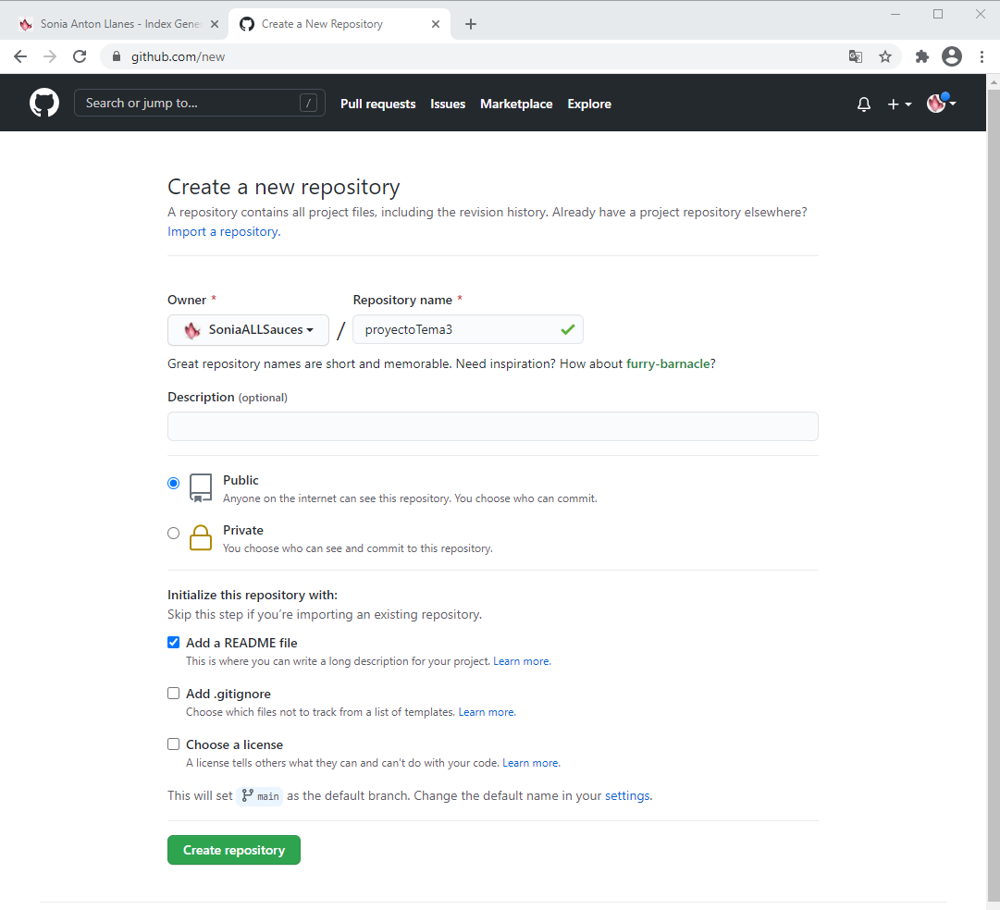 Sonia Anton Llanes - Index Gene
Create a New Repository
github.com/new
Search or jump to...
/
Pull requests
Issues
Marketplace
Explore
Create a new repository
A repository contains all project files, including the revision history. Already have a project repository elsewhere?
Import a repository.
Owner *
Repository name *
SoniaALLSauces
/
proyectoTema3
Great repository names are short and memorable. Need inspiration? How about furry-barnacle?
Description (optional)
Public
Anyone on the internet can see this repository. You choose who can commit.
Private
You choose who can see and commit to this repository.
Initialize this repository with:
Skip this step if you’re importing an existing repository.
Add a README file
This is where you can write a long description for your project. Learn more.
Add .gitignore
Choose which files not to track from a list of templates. Learn more.
Choose a license
A license tells others what they can and can't do with your code. Learn more.
This will set main as the default branch. Change the default name in your settings.
Create repository